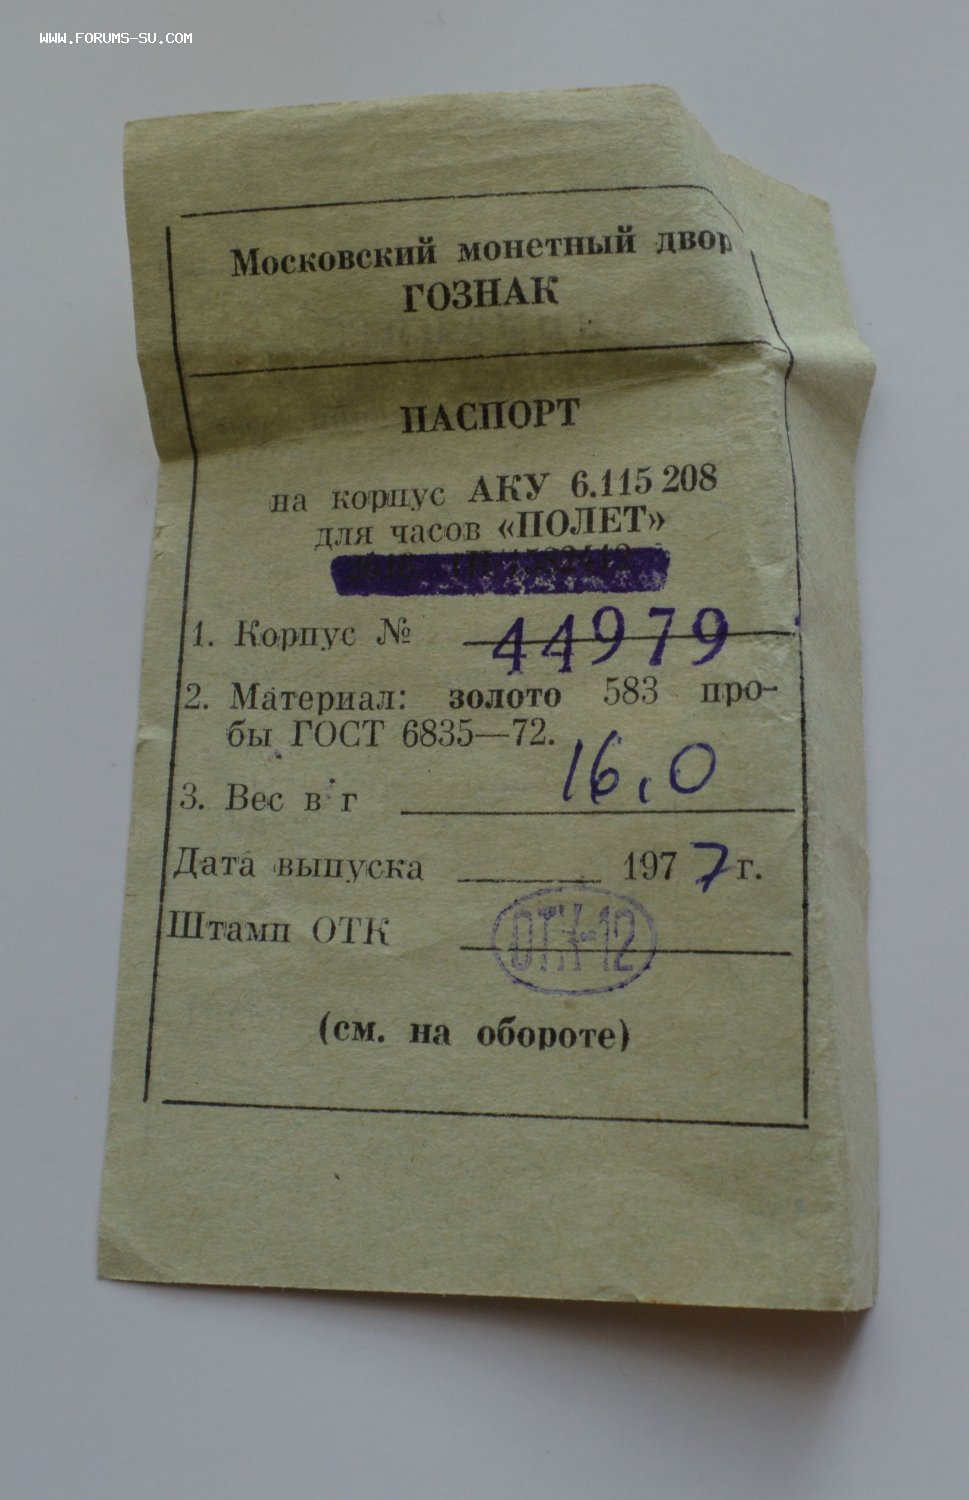 WWW.FORUMS-SU.COM
Московский монетный двор
ГОЗНАК
ПАСПОРТ
на корпус АКУ 6.115 208
для часов «ПОЛЕТ»
1. Корпус № 44979
2. Материал: золото 583 про-
бы ГОСТ 6835—72.
3. Вес в г 16,0
Дата выпуска 1977 г.
Штамп ОТК ОТК-12
(см. на обороте)